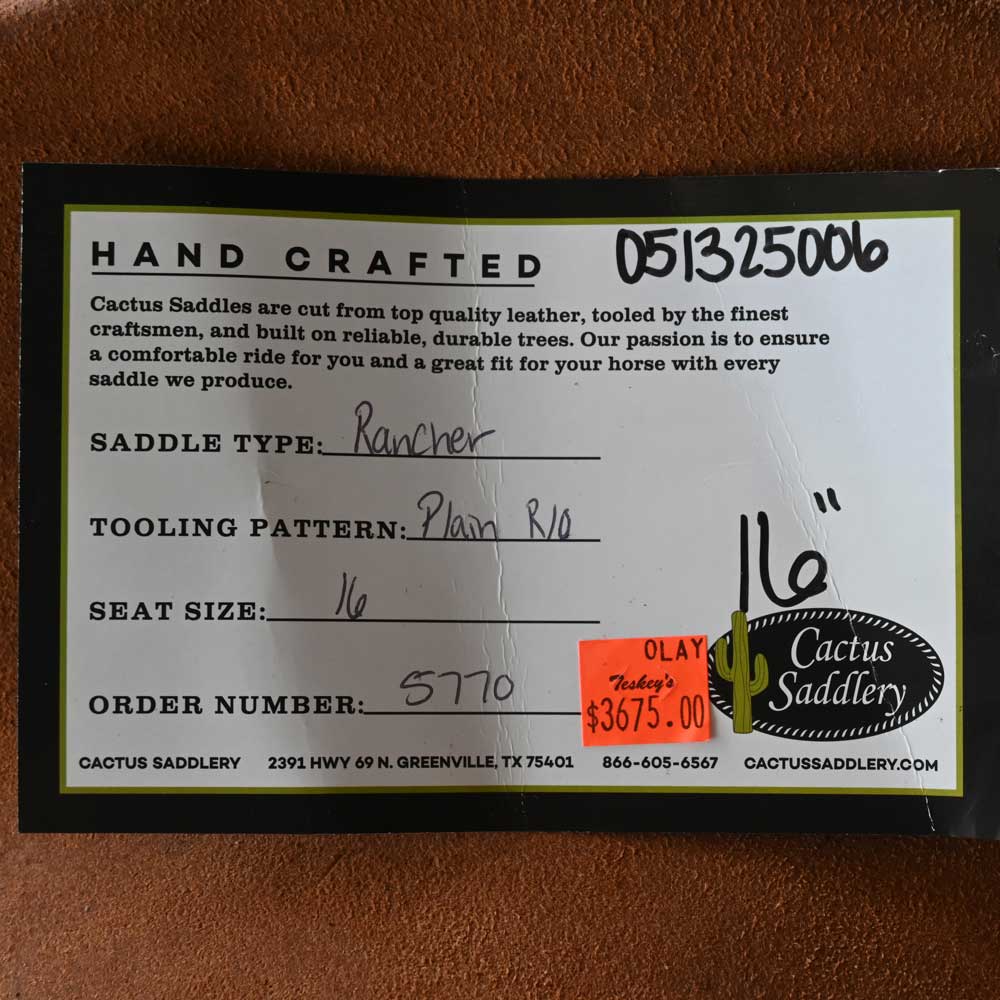 HAND CRAFTED
051325006
Cactus Saddles are cut from top quality leather, tooled by the finest
craftsmen, and built on reliable, durable trees. Our passion is to ensure
a comfortable ride for you and a great fit for your horse with every
saddle we produce.
SADDLE TYPE: Rancher
TOOLING PATTERN: Plain R/O
SEAT SIZE: 16
16"
ORDER NUMBER: 5770
OLAY
Teskey's
$3675.00
Cactus
Saddlery
CACTUS SADDLERY 2391 HWY 69 N. GREENVILLE, TX 75401 866-605-6567 CACTUSSADDLERY.COM